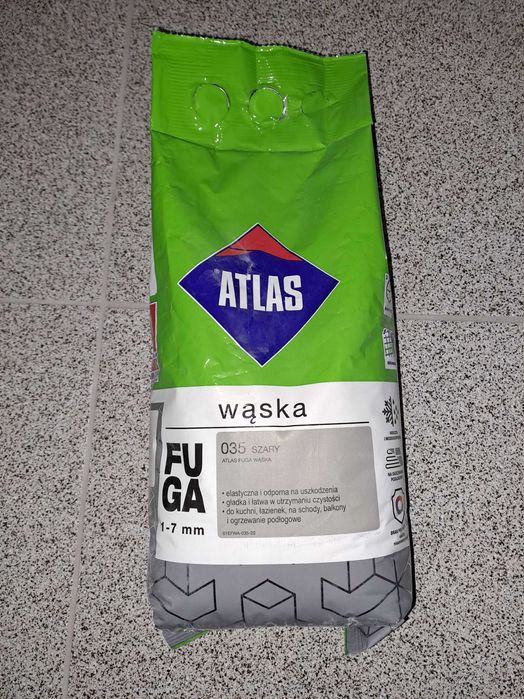 ATLAS
wąska
FU
GA
1-7 mm
035 SZARY
ATLAS FUGA WĄSKA
• elastyczna i odporna na uszkodzenia
• gładka i łatwa w utrzymaniu czystości
• do kuchni, łazienek, na schody, balkony
i ogrzewanie podłogowe